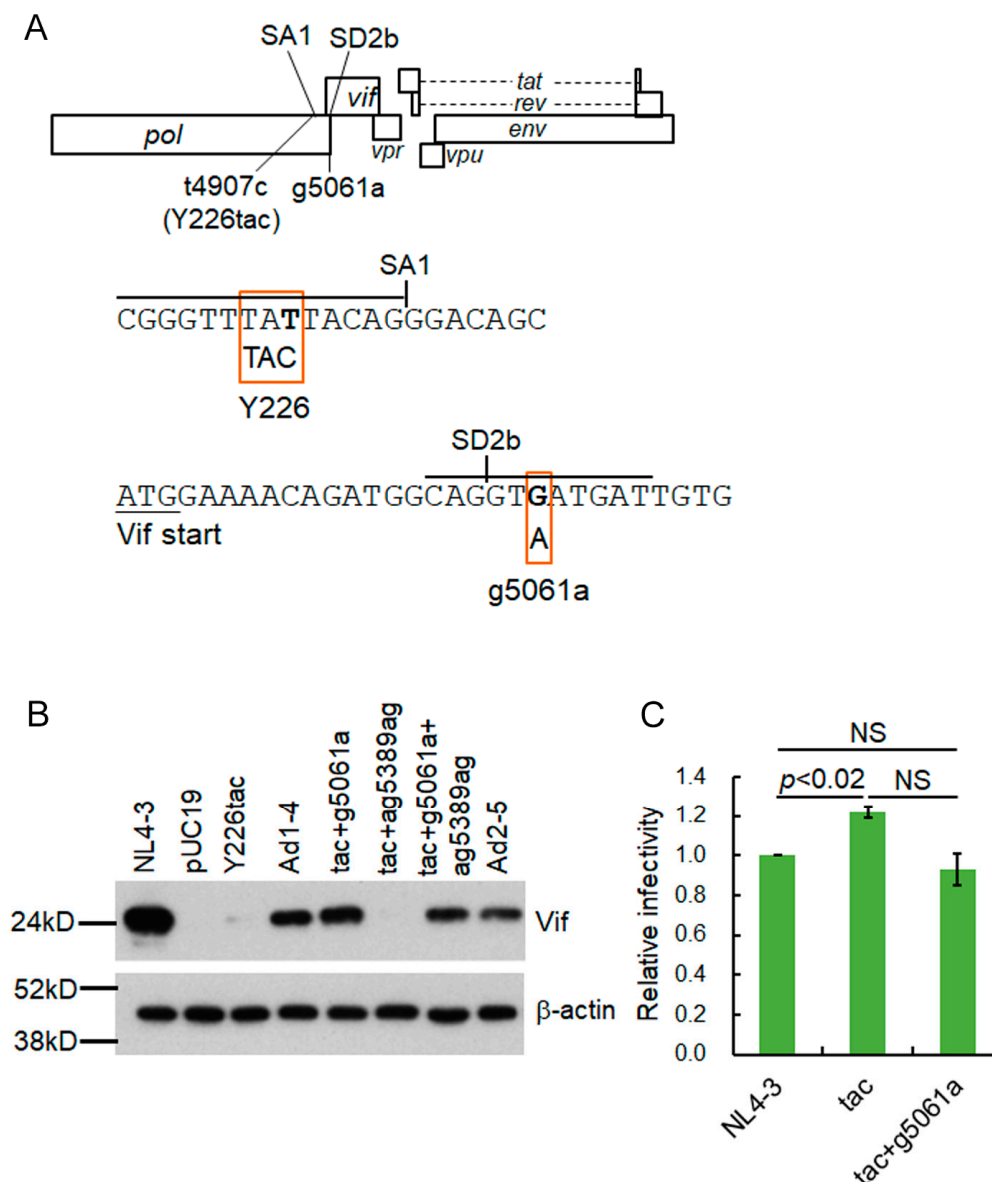 A
SA1 SD2b
vif
tat
rev
pol
env
vpr
vpu
t4907c g5061a
(Y226tac)
SA1
CGGGTTTATTACAGGGACAGC
TAC
Y226
SD2b
ATGGAAAACAGATGGCAGGTGATGATTGTG
Vif start
A
g5061a
B
NL4-3
pUC19
Y226tac
Ad1-4
tac+g5061a
tac+ag5389ag
tac+g5061a+
ag5389ag
Ad2-5
24kD Vif
52kD
β-actin
38kD
C
NS
p<0.02 NS
Relative infectivity
1.4
1.2
1.0
0.8
0.6
0.4
0.2
0.0
NL4-3
tac
tac+g5061a